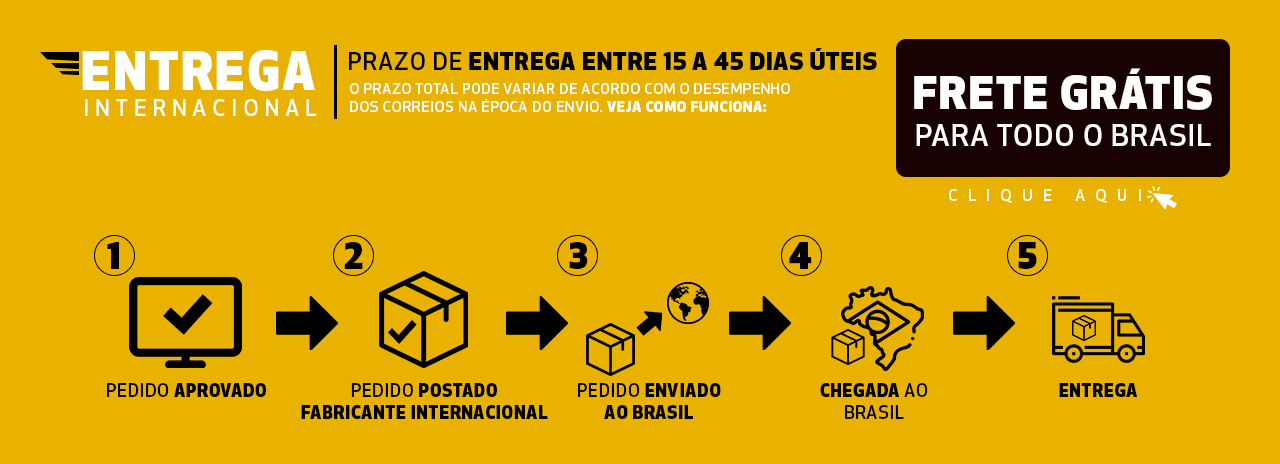 ENTREGA
INTERNACIONAL
PRAZO DE ENTREGA ENTRE 15 A 45 DIAS ÚTEIS
O PRAZO TOTAL PODE VARIAR DE ACORDO COM O DESEMPENHO
DOS CORREIOS NA ÉPOCA DO ENVIO. VEJA COMO FUNCIONA:
FRETE GRÁTIS
PARA TODO O BRASIL
CLIQUE AQUI
1
PEDIDO APROVADO
2
PEDIDO POSTADO
FABRICANTE INTERNACIONAL
3
PEDIDO ENVIADO
AO BRASIL
4
CHEGADA AO
BRASIL
5
ENTREGA